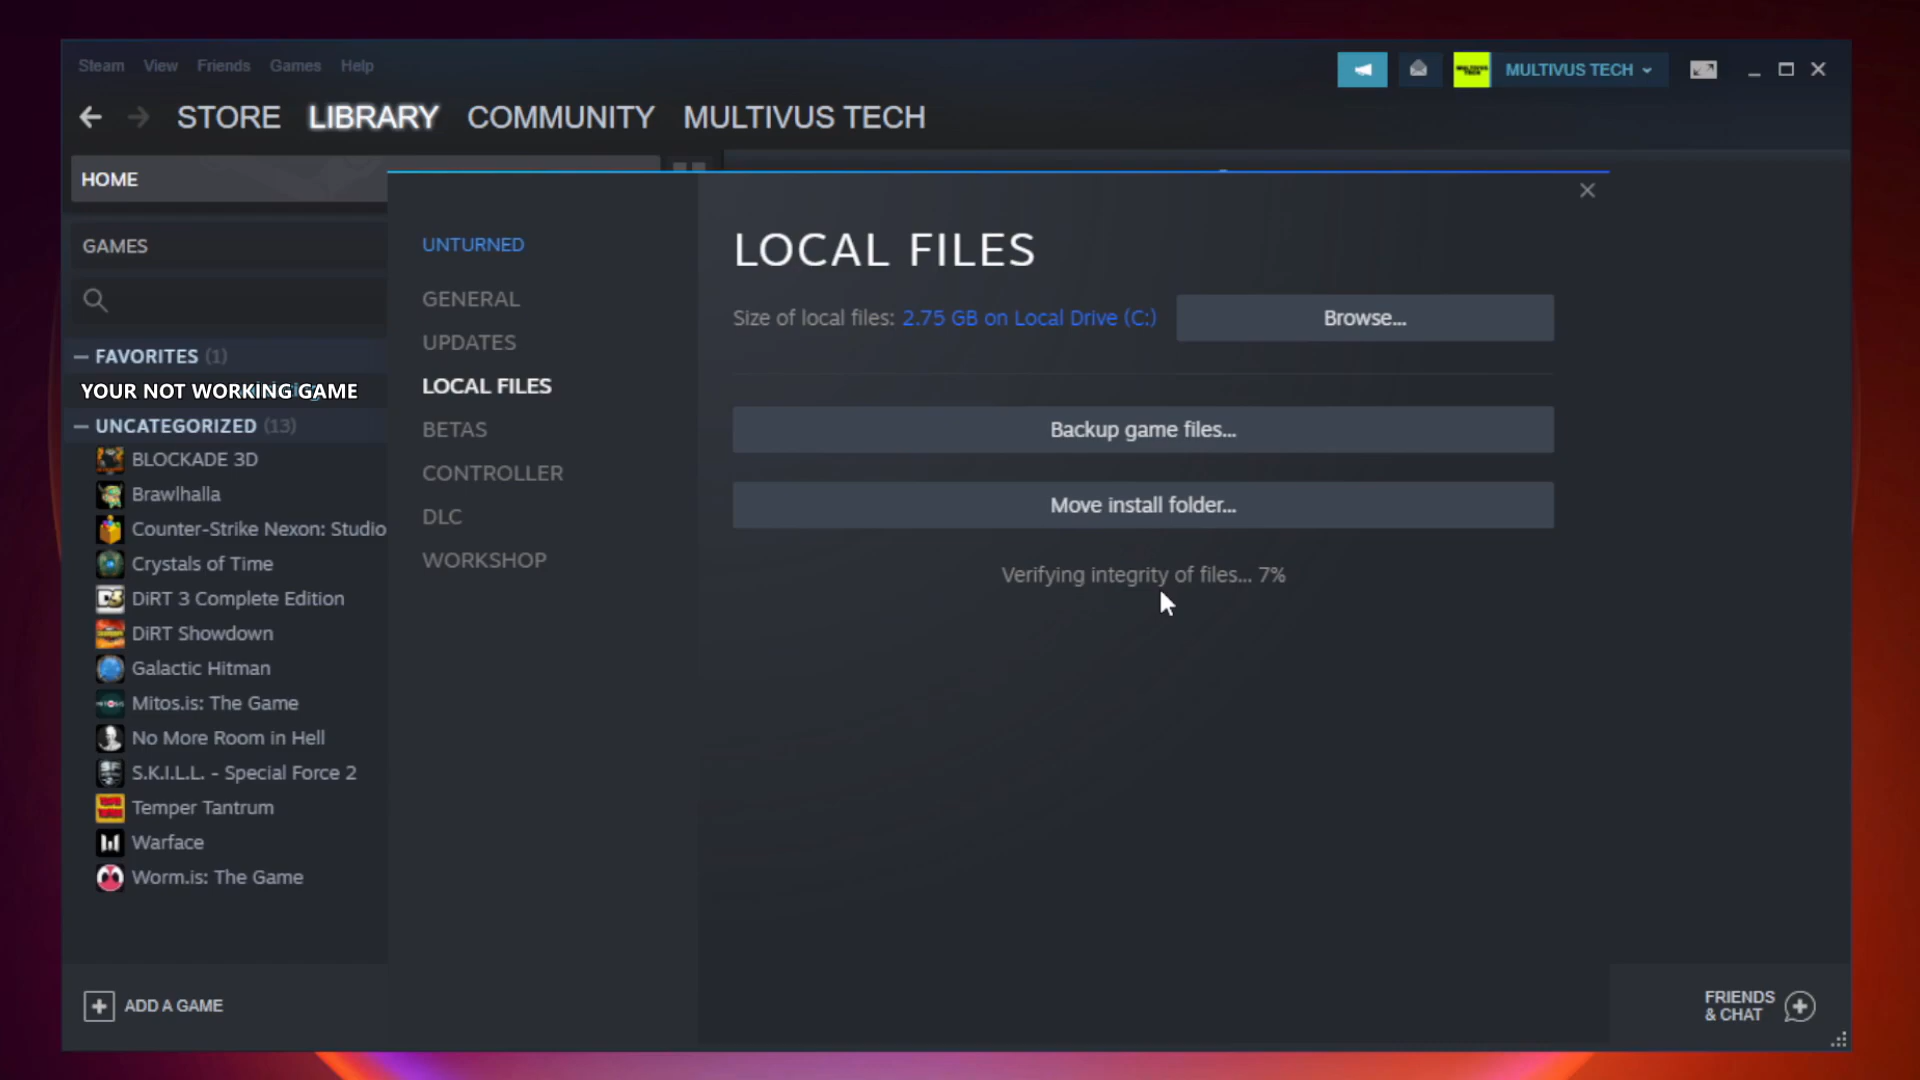 Steam View Friends Games Help
MULTIVUS TECH
STORE LIBRARY COMMUNITY MULTIVUS TECH
HOME
GAMES
— FAVORITES (1)
YOUR NOT WORKING GAME
— UNCATEGORIZED (13)
BLOCKADE 3D
Brawlhalla
Counter-Strike Nexon: Studio
Crystals of Time
DiRT 3 Complete Edition
DiRT Showdown
Galactic Hitman
Mitos.is: The Game
No More Room in Hell
S.K.I.L.L. - Special Force 2
Temper Tantrum
Warface
Worm.is: The Game
ADD A GAME
UNTURNED
GENERAL
UPDATES
LOCAL FILES
BETAS
CONTROLLER
DLC
WORKSHOP
LOCAL FILES
Size of local files: 2.75 GB on Local Drive (C:)
Browse...
Backup game files...
Move install folder...
Verifying integrity of files... 7%
FRIENDS
& CHAT